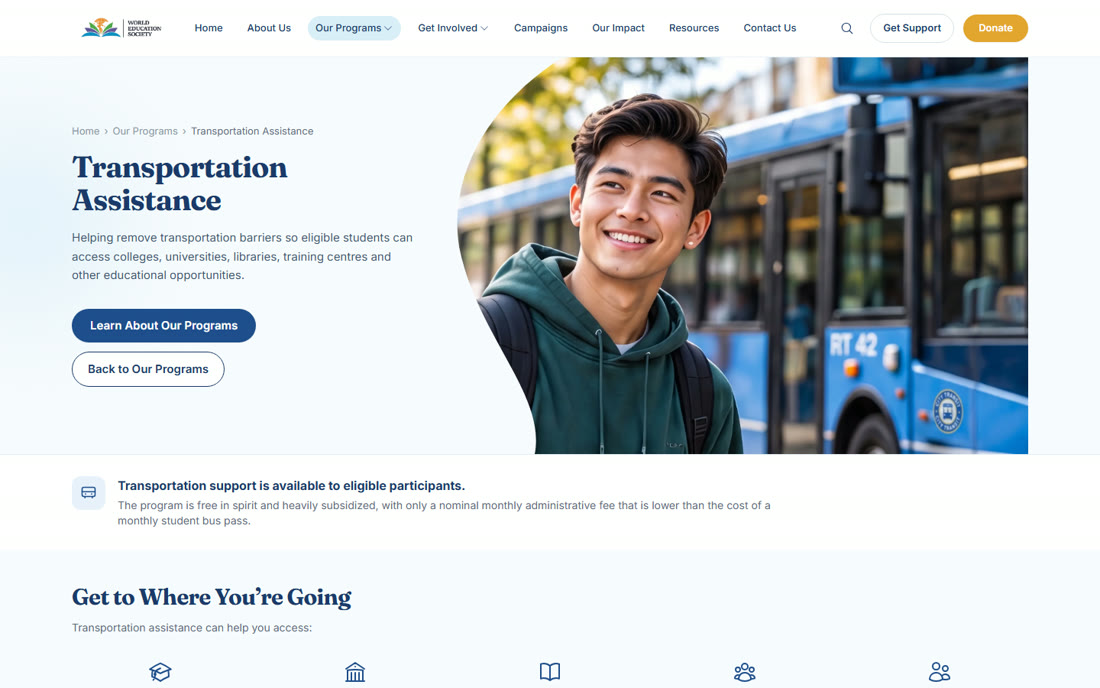 WORLD
EDUCATION
SOCIETY
Home
About Us
Our Programs
Get Involved
Campaigns
Our Impact
Resources
Contact Us
Get Support
Donate
Home › Our Programs › Transportation Assistance
Transportation
Assistance
Helping remove transportation barriers so eligible students can
access colleges, universities, libraries, training centres and
other educational opportunities.
Learn About Our Programs
Back to Our Programs
RT 42
CITY TRANSIT
CITY TRANSIT
Transportation support is available to eligible participants.
The program is free in spirit and heavily subsidized, with only a nominal monthly administrative fee that is lower than the cost of a
monthly student bus pass.
Get to Where You’re Going
Transportation assistance can help you access: